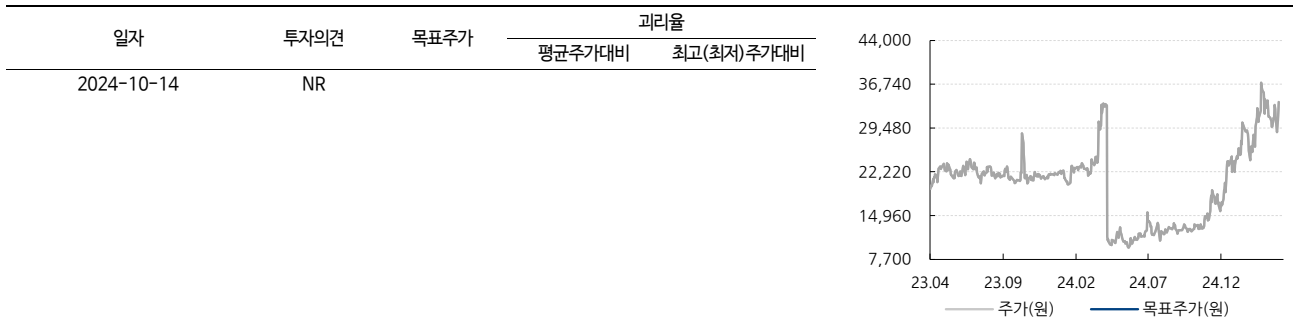 일자 투자의견 목표주가 괴리율
평균주가대비 최고(최저)주가대비
2024-10-14 NR
44,000
36,740
29,480
22,220
14,960
7,700
23.04 23.09 24.02 24.07 24.12
주가(원) 목표주가(원)